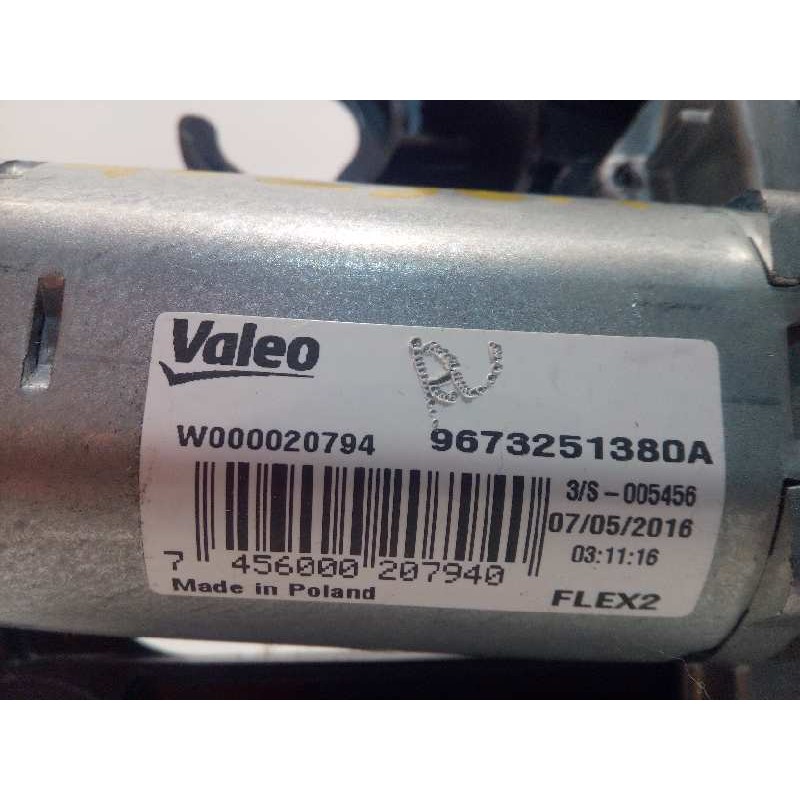 Valeo
W000020794 9673251380A
3/S-005456
07/05/2016
03:11:16
7 456000 207940
Made in Poland
FLEX2